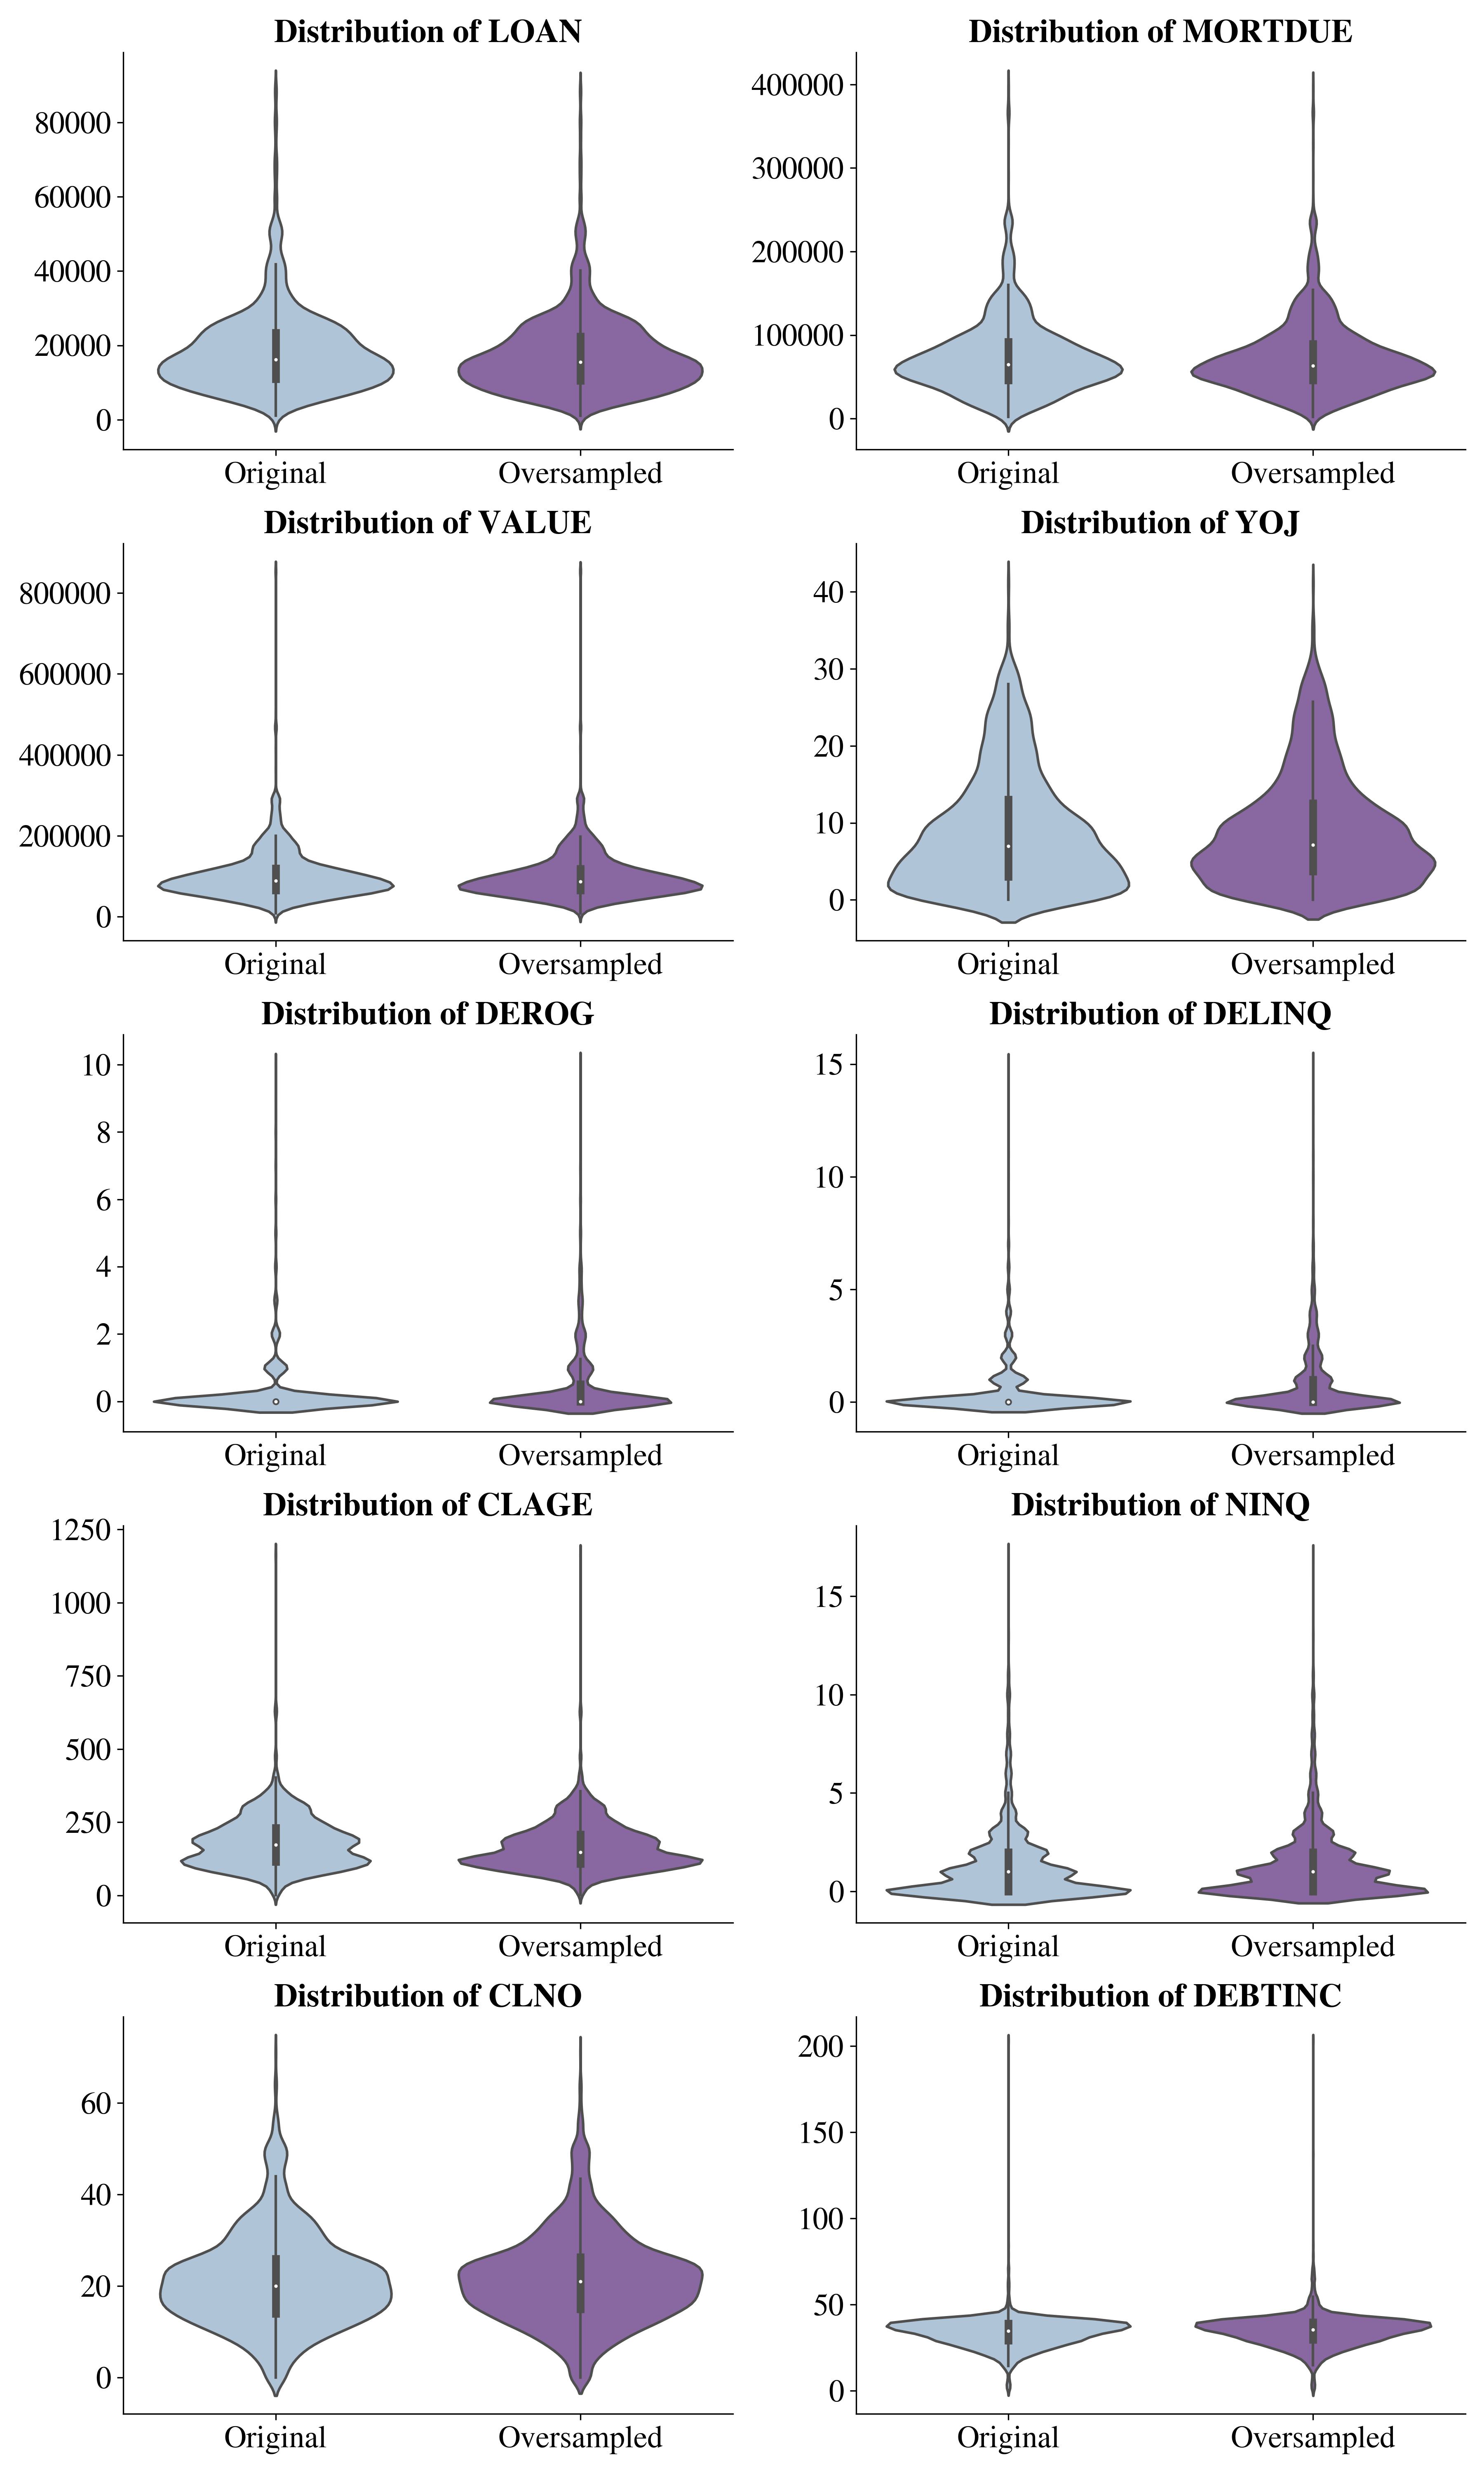 Distribution of LOAN
80000
60000
40000
20000
0
Original Oversampled
Distribution of MORTDUE
400000
300000
200000
100000
0
Original Oversampled
Distribution of VALUE
800000
600000
400000
200000
0
Original Oversampled
Distribution of YOJ
40
30
20
10
0
Original Oversampled
Distribution of DEROG
10
8
6
4
2
0
Original Oversampled
Distribution of DELINQ
15
10
5
0
Original Oversampled
Distribution of CLAGE
1250
1000
750
500
250
0
Original Oversampled
Distribution of NINQ
15
10
5
0
Original Oversampled
Distribution of CLNO
60
40
20
0
Original Oversampled
Distribution of DEBTINC
200
150
100
50
0
Original Oversampled